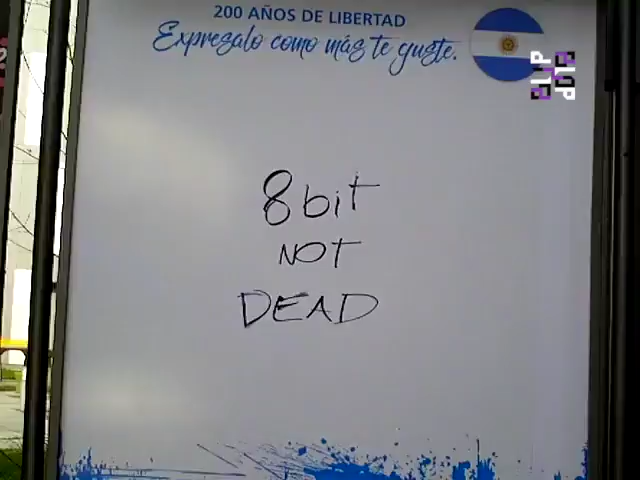 200 AÑOS DE LIBERTAD
Expresalo como más te guste.
8 bit
NOT
DEAD